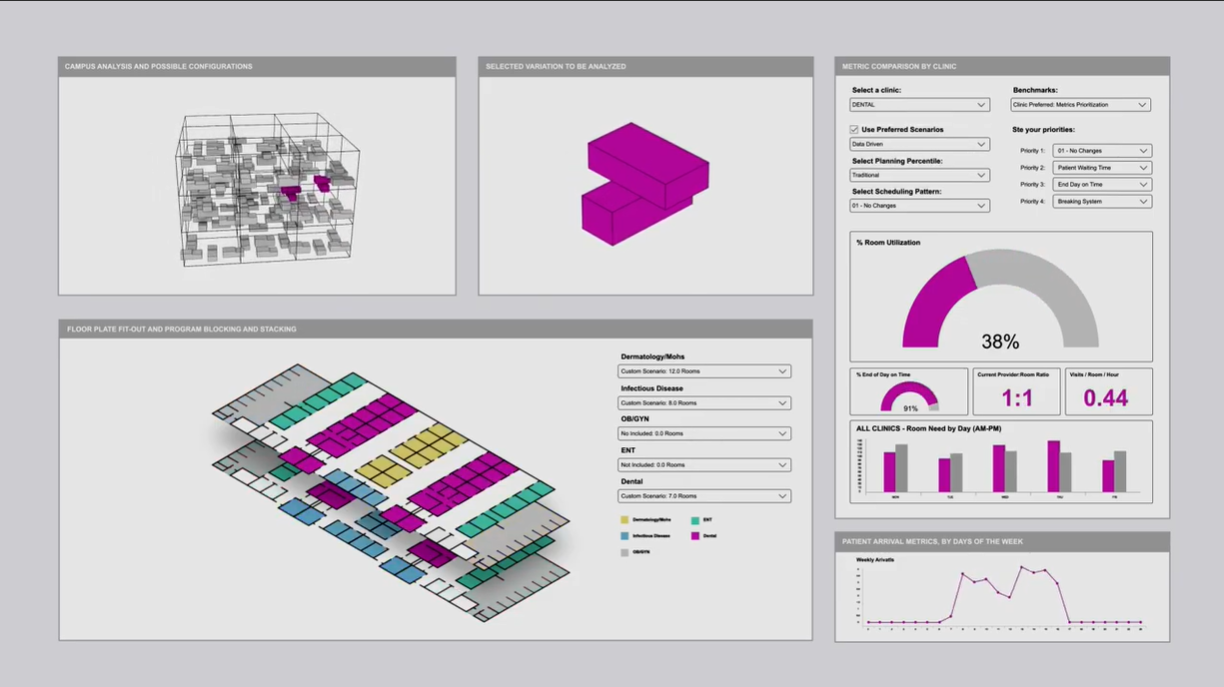 CAMPUS ANALYSIS AND POSSIBLE CONFIGURATIONS
SELECTED VARIATION TO BE ANALYZED
METRIC COMPARISON BY CLINIC
Select a clinic:
DENTAL
Benchmarks:
Clinic Preferred: Metrics Prioritization
Use Preferred Scenarios
Data Driven
Select Planning Percentile:
Traditional
Select Scheduling Pattern:
01 - No Changes
Ste your priorities:
Priority 1: 01 - No Changes
Priority 2: Patient Waiting Time
Priority 3: End Day on Time
Priority 4: Breaking System
% Room Utilization
38%
% End of Day on Time
91%
Current Provider:Room Ratio
1:1
Visits / Room / Hour
0.44
ALL CLINICS - Room Need by Day (AM-PM)
MON TUE WED THU FRI
FLOOR PLATE FIT-OUT AND PROGRAM BLOCKING AND STACKING
Dermatology/Mohs
Custom Scenario: 12.0 Rooms
Infectious Disease
Custom Scenario: 8.0 Rooms
OB/GYN
No Included: 0.0 Rooms
ENT
Not Included: 0.0 Rooms
Dental
Custom Scenario: 7.0 Rooms
Dermatology/Mohs
ENT
Infectious Disease
Dental
OB/GYN
PATIENT ARRIVAL METRICS, BY DAYS OF THE WEEK
Weekly Arrivals